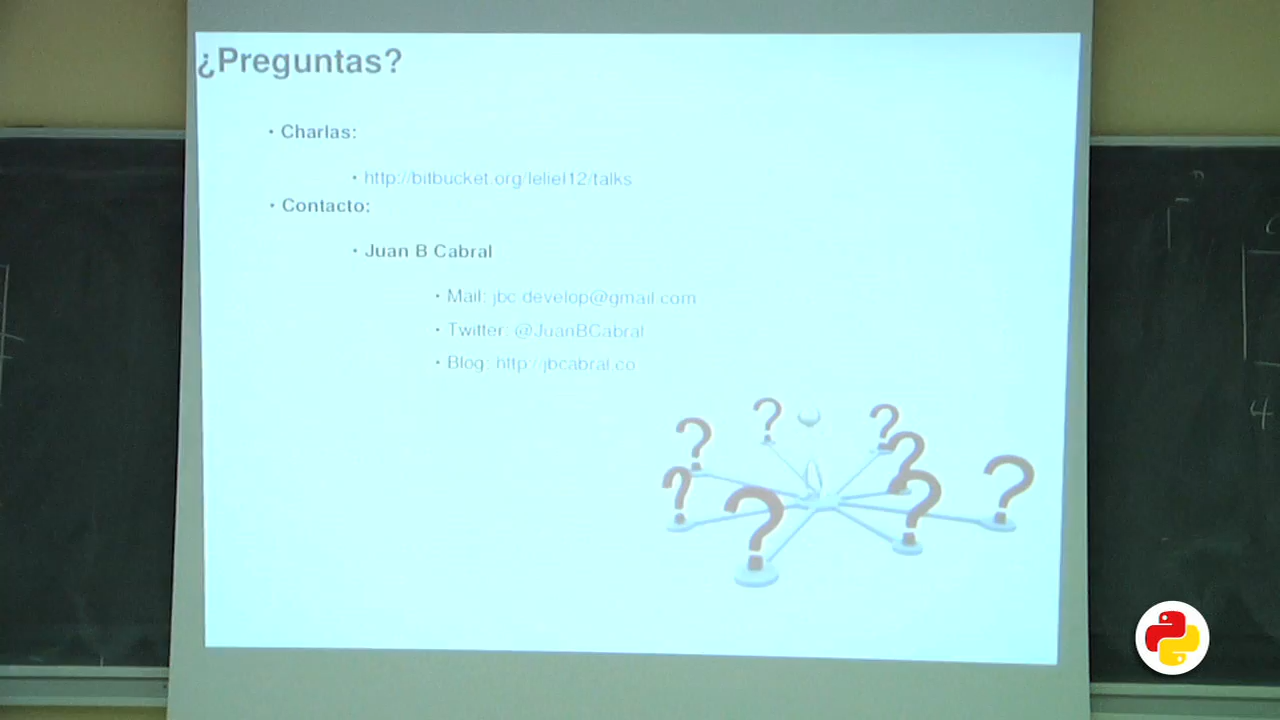 ¿Preguntas?
• Charlas:
• http://bitbucket.org/leliel12/talks
• Contacto:
• Juan B Cabral
• Mail: jbc.develop@gmail.com
• Twitter: @JuanBCabral
• Blog: http://jbcabral.co
? ? ? ? ? ? ? ?
4